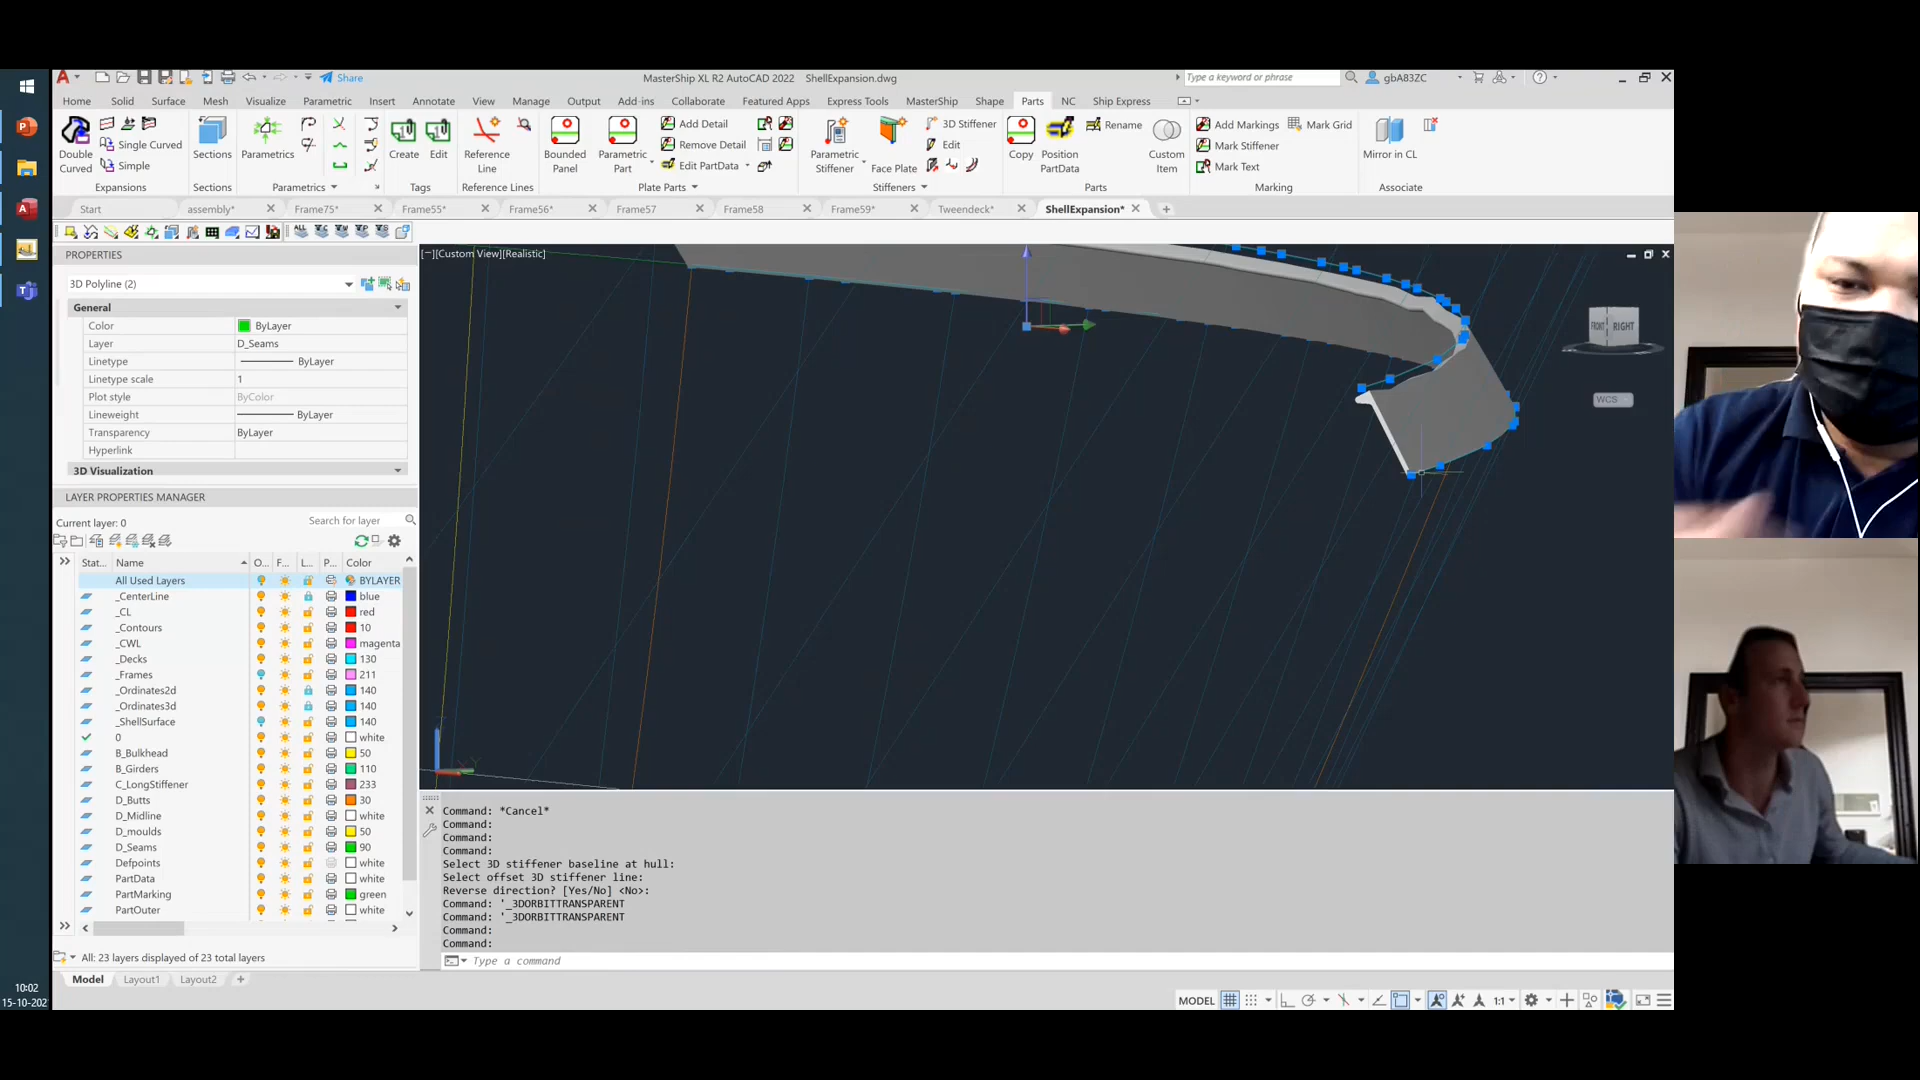 MasterShip XL R2 AutoCAD 2022 ShellExpansion.dwg
Share
Type a keyword or phrase
gbA83ZC
Home Solid Surface Mesh Visualize Parametric Insert Annotate View Manage Output Add-ins Collaborate Featured Apps Express Tools MasterShip Shape Parts NC Ship Express
Double Curved
Single Curved
Simple
Expansions
Sections
Sections
Parametrics
Parametrics
Create
Edit
Tags
Reference Line
Reference Lines
Bounded Panel
Parametric Part
Add Detail
Remove Detail
Edit PartData
Plate Parts
Parametric Stiffener
Face Plate
3D Stiffener
Edit
Stiffeners
Copy
Position PartData
Rename
Custom Item
Parts
Add Markings
Mark Grid
Mark Stiffener
Mark Text
Marking
Mirror in CL
Associate
Start assembly* Frame75* Frame55* Frame56* Frame57 Frame58 Frame59* Tweendeck* ShellExpansion*
PROPERTIES
3D Polyline (2)
General
Color ByLayer
Layer D_Seams
Linetype ByLayer
Linetype scale 1
Plot style ByColor
Lineweight ByLayer
Transparency ByLayer
Hyperlink
3D Visualization
LAYER PROPERTIES MANAGER
Current layer: 0
Search for layer
Stat... Name O... F... L... P... Color
All Used Layers BYLAYER
_CenterLine blue
_CL red
_Contours 10
_CWL magenta
_Decks 130
_Frames 211
_Ordinates2d 140
_Ordinates3d 140
_ShellSurface 140
0 white
B_Bulkhead 50
B_Girders 110
C_LongStiffener 233
D_Butts 30
D_Midline white
D_moulds 50
D_Seams 90
Defpoints white
PartData white
PartMarking green
PartOuter white
All: 23 layers displayed of 23 total layers
[−][Custom View][Realistic]
FRONT RIGHT
WCS
Command: *Cancel*
Command:
Command:
Command:
Select 3D stiffener baseline at hull:
Select offset 3D stiffener line:
Reverse direction? [Yes/No] <No>:
Command: '_3DORBITTRANSPARENT
Command: '_3DORBITTRANSPARENT
Command:
Command:
Type a command
Model Layout1 Layout2
MODEL
1:1
10:02
15-10-202